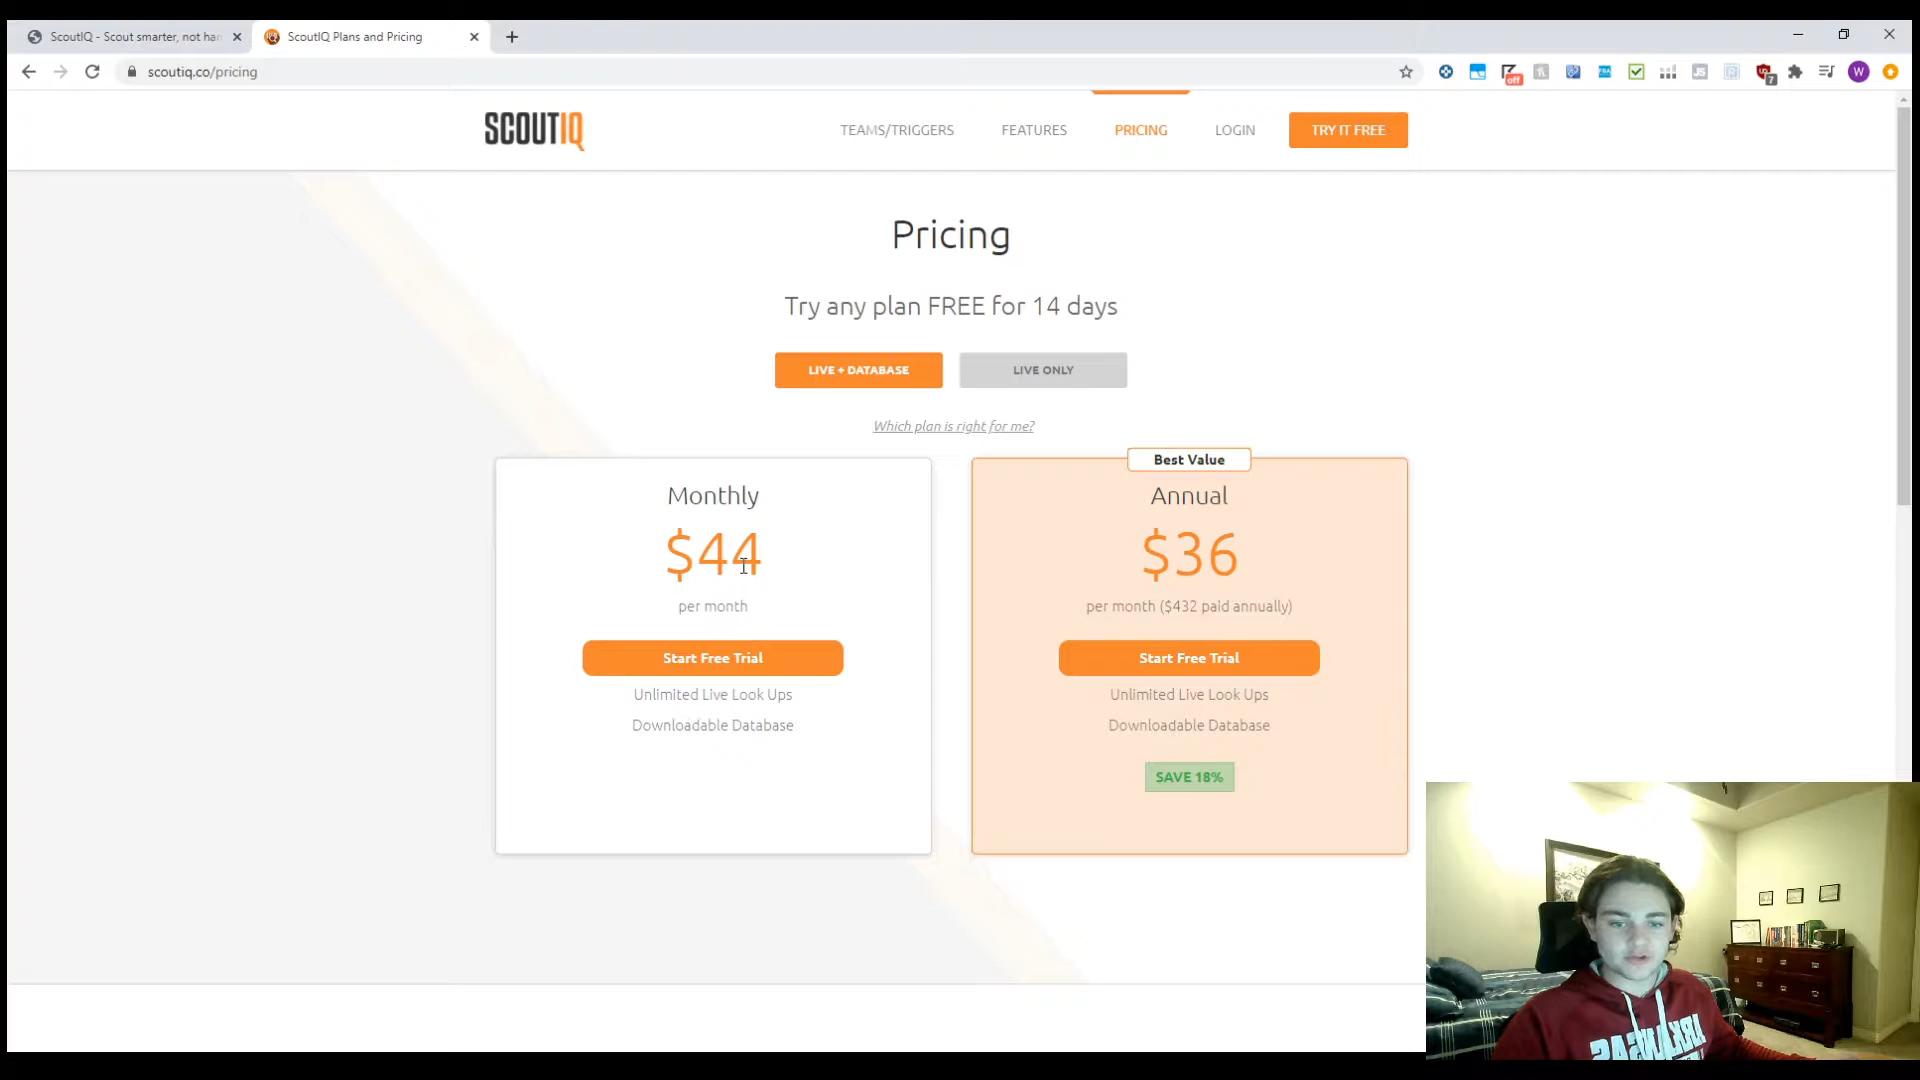 ScoutIQ - Scout smarter, not har
ScoutIQ Plans and Pricing
scoutiq.co/pricing
off
7
W
SCOUTIQ
TEAMS/TRIGGERS
FEATURES
PRICING
LOGIN
TRY IT FREE
Pricing
Try any plan FREE for 14 days
LIVE + DATABASE
LIVE ONLY
Which plan is right for me?
Monthly
$44
per month
Start Free Trial
Unlimited Live Look Ups
Downloadable Database
Best Value
Annual
$36
per month ($432 paid annually)
Start Free Trial
Unlimited Live Look Ups
Downloadable Database
SAVE 18%
ARKANSAS